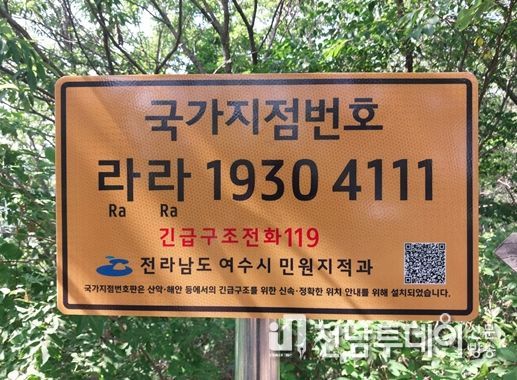 국가지점번호
라라 1930 4111
Ra Ra
긴급구조전화119
전라남도 여수시 민원지적과
국가지점번호판은 산악·해안 등에서의 긴급구조를 위한 신속·정확한 위치 안내를 위해 설치되었습니다.
전남투데이